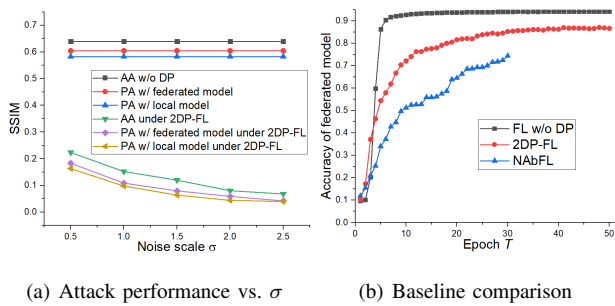 0.7
0.6
0.5
0.4
0.3
0.2
0.1
0.0
SSIM
AA w/o DP
PA w/ federated model
PA w/ local model
AA under 2DP-FL
PA w/ federated model under 2DP-FL
PA w/ local model under 2DP-FL
0.5 1.0 1.5 2.0 2.5
Noise scale σ
(a) Attack performance vs. σ
0.9
0.8
0.7
0.6
0.5
0.4
0.3
0.2
0.1
Accuracy of federated model
FL w/o DP
2DP-FL
NAbFL
0 10 20 30 40 50
Epoch T
(b) Baseline comparison